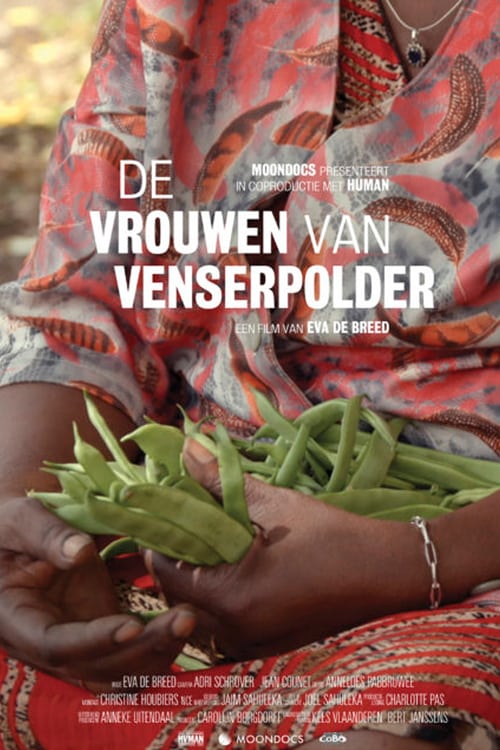 MOONDOCS PRESENTEERT
IN COPRODUCTIE MET HUMAN
DE
VROUWEN VAN
VENSERPOLDER
EEN FILM VAN EVA DE BREED
EVA DE BREED ADRI SCHROVER JEAN COUNET ANNELOES PABBRUWEE
CHRISTINE HOUBIERS JAIM SAHULEKA JOEL SAHULEKA CHARLOTTE PAS
ANNEKE UITENDAAL CAROLIJN BORGDORFF KEES VLAANDEREN BERT JANSSENS
HUMAN MOONDOCS COBO